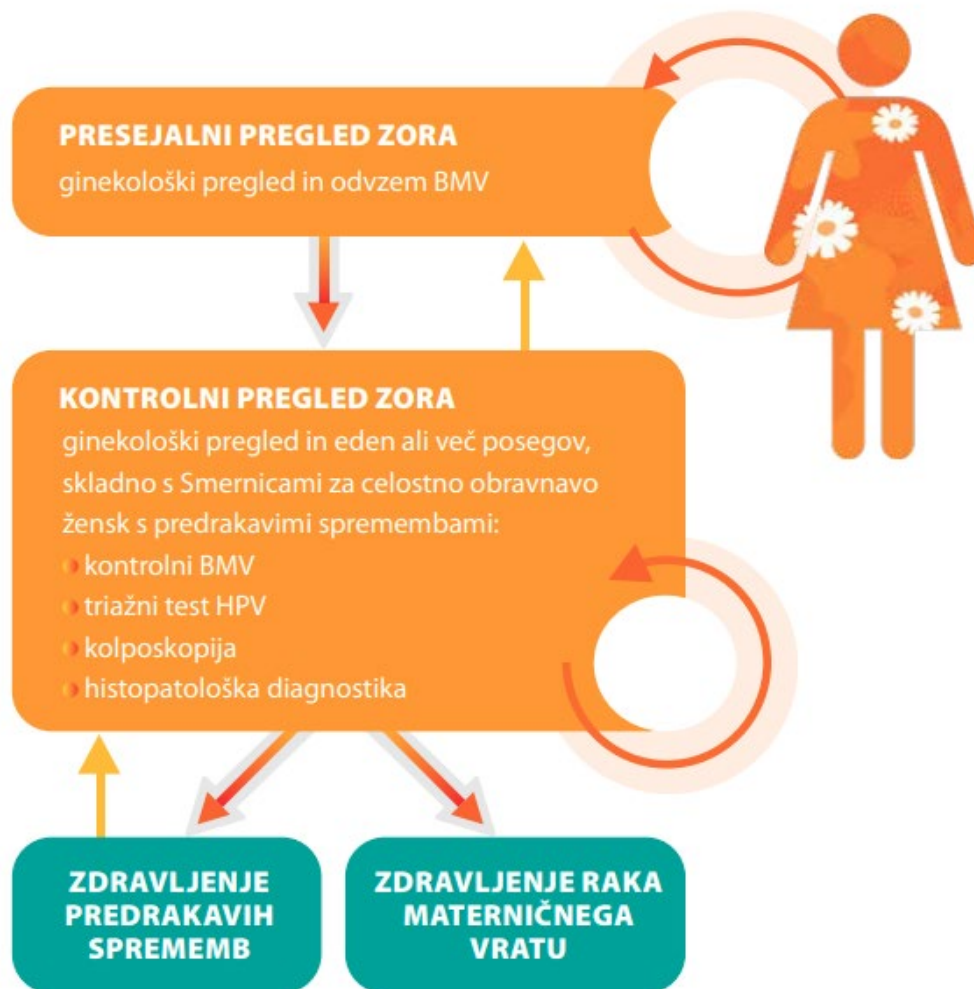 PRESEJALNI PREGLED ZORA
ginekološki pregled in odvzem BMV
KONTROLNI PREGLED ZORA
ginekološki pregled in eden ali več posegov,
skladno s Smernicami za celostno obravnavo
žensk s predrakavimi spremembami:
kontrolni BMV
triažni test HPV
kolposkopija
histopatološka diagnostika
ZDRAVLJENJE
PREDRAKAVIH
SPREMEMB
ZDRAVLJENJE RAKA
MATERNIČNEGA
VRATU